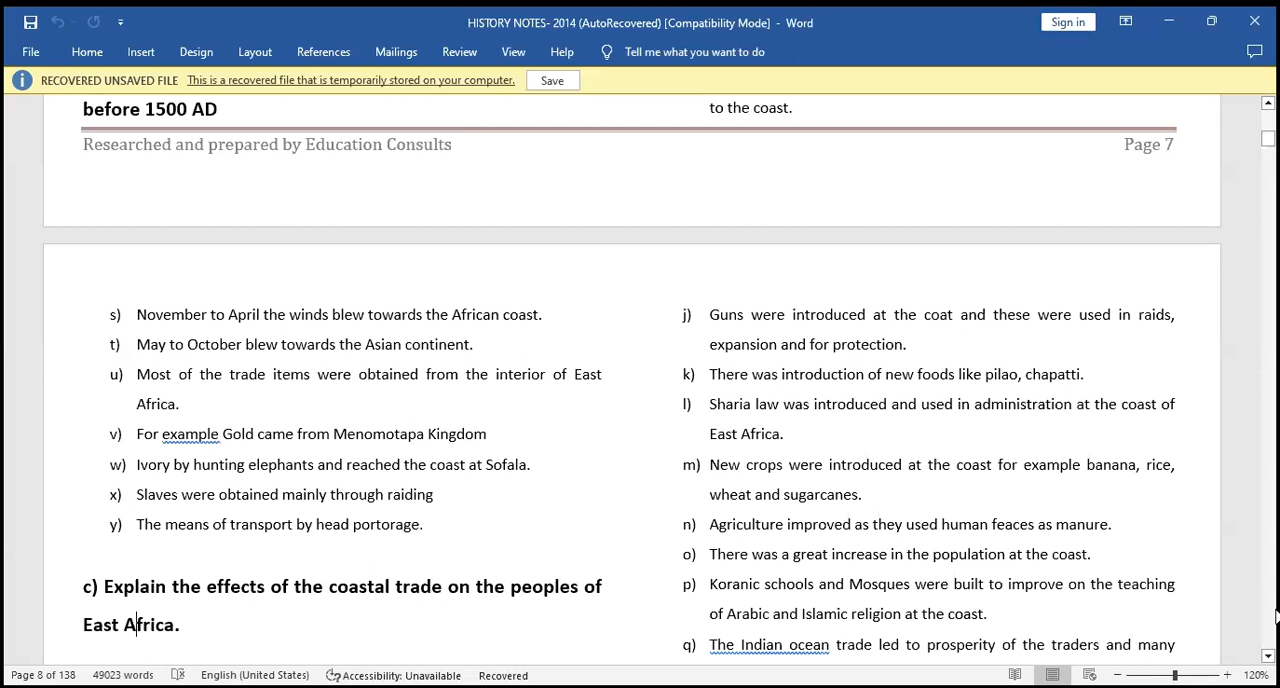 HISTORY NOTES- 2014 (AutoRecovered) [Compatibility Mode] - Word
Sign in
File Home Insert Design Layout References Mailings Review View Help Tell me what you want to do
RECOVERED UNSAVED FILE This is a recovered file that is temporarily stored on your computer. Save
before 1500 AD
to the coast.
Researched and prepared by Education Consults Page 7
s) November to April the winds blew towards the African coast.
t) May to October blew towards the Asian continent.
u) Most of the trade items were obtained from the interior of East
Africa.
v) For example Gold came from Menomotapa Kingdom
w) Ivory by hunting elephants and reached the coast at Sofala.
x) Slaves were obtained mainly through raiding
y) The means of transport by head portorage.
c) Explain the effects of the coastal trade on the peoples of
East Africa.
j) Guns were introduced at the coat and these were used in raids,
expansion and for protection.
k) There was introduction of new foods like pilao, chapatti.
l) Sharia law was introduced and used in administration at the coast of
East Africa.
m) New crops were introduced at the coast for example banana, rice,
wheat and sugarcanes.
n) Agriculture improved as they used human feaces as manure.
o) There was a great increase in the population at the coast.
p) Koranic schools and Mosques were built to improve on the teaching
of Arabic and Islamic religion at the coast.
q) The Indian ocean trade led to prosperity of the traders and many
Page 8 of 138 49023 words English (United States) Accessibility: Unavailable Recovered 120%